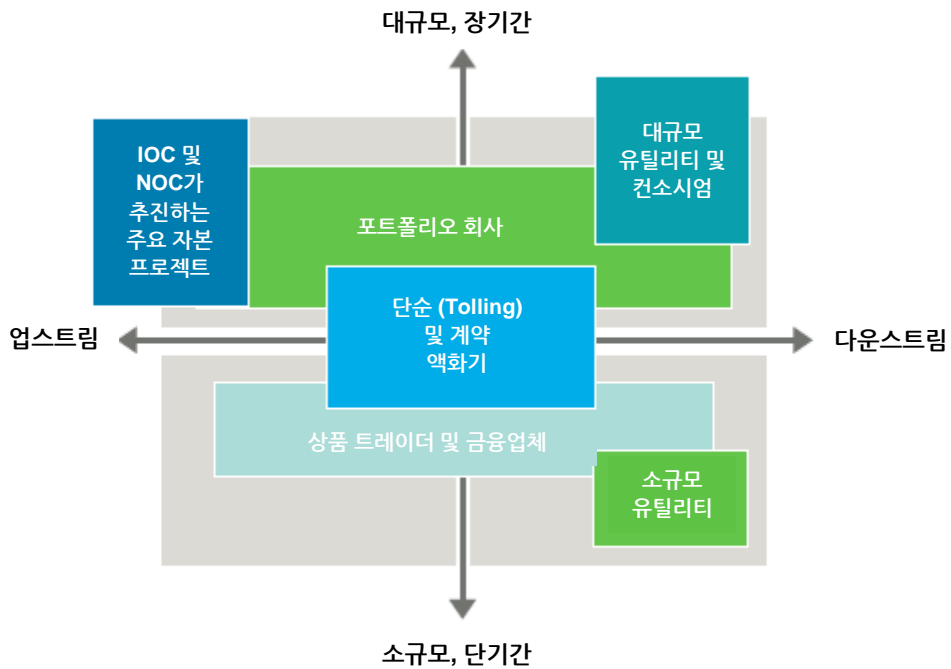 대규모, 장기간
IOC 및
NOC가
추진하는
주요 자본
프로젝트
대규모
유틸리티 및
컨소시엄
포트폴리오 회사
단순 (Tolling)
및 계약
액화기
업스트림
다운스트림
상품 트레이더 및 금융업체
소규모
유틸리티
소규모, 단기간